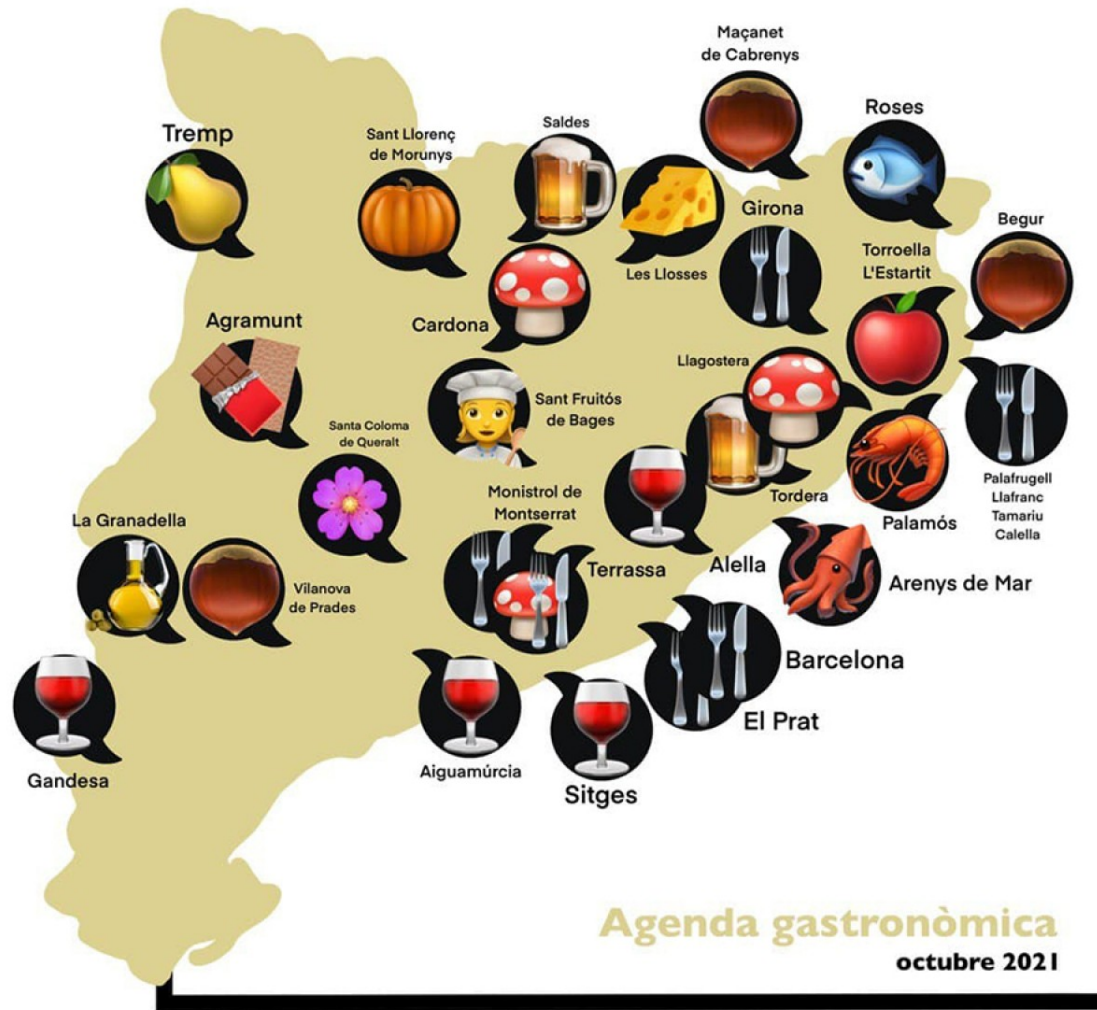 Maçanet
de Cabrenys
Roses
Tremp
Sant Llorenç
de Morunys
Saldes
Girona
Begur
Torroella
L'Estartit
Les Llosses
Cardona
Agramunt
Llagostera
Sant Fruitós
de Bages
Santa Coloma
de Queralt
Monistrol de
Montserrat
Tordera
Palafrugell
Llafranc
Tamariu
Calella
Palamós
La Granadella
Terrassa
Alella
Arenys de Mar
Vilanova
de Prades
Barcelona
El Prat
Gandesa
Aiguamúrcia
Sitges
Agenda gastronòmica
octubre 2021